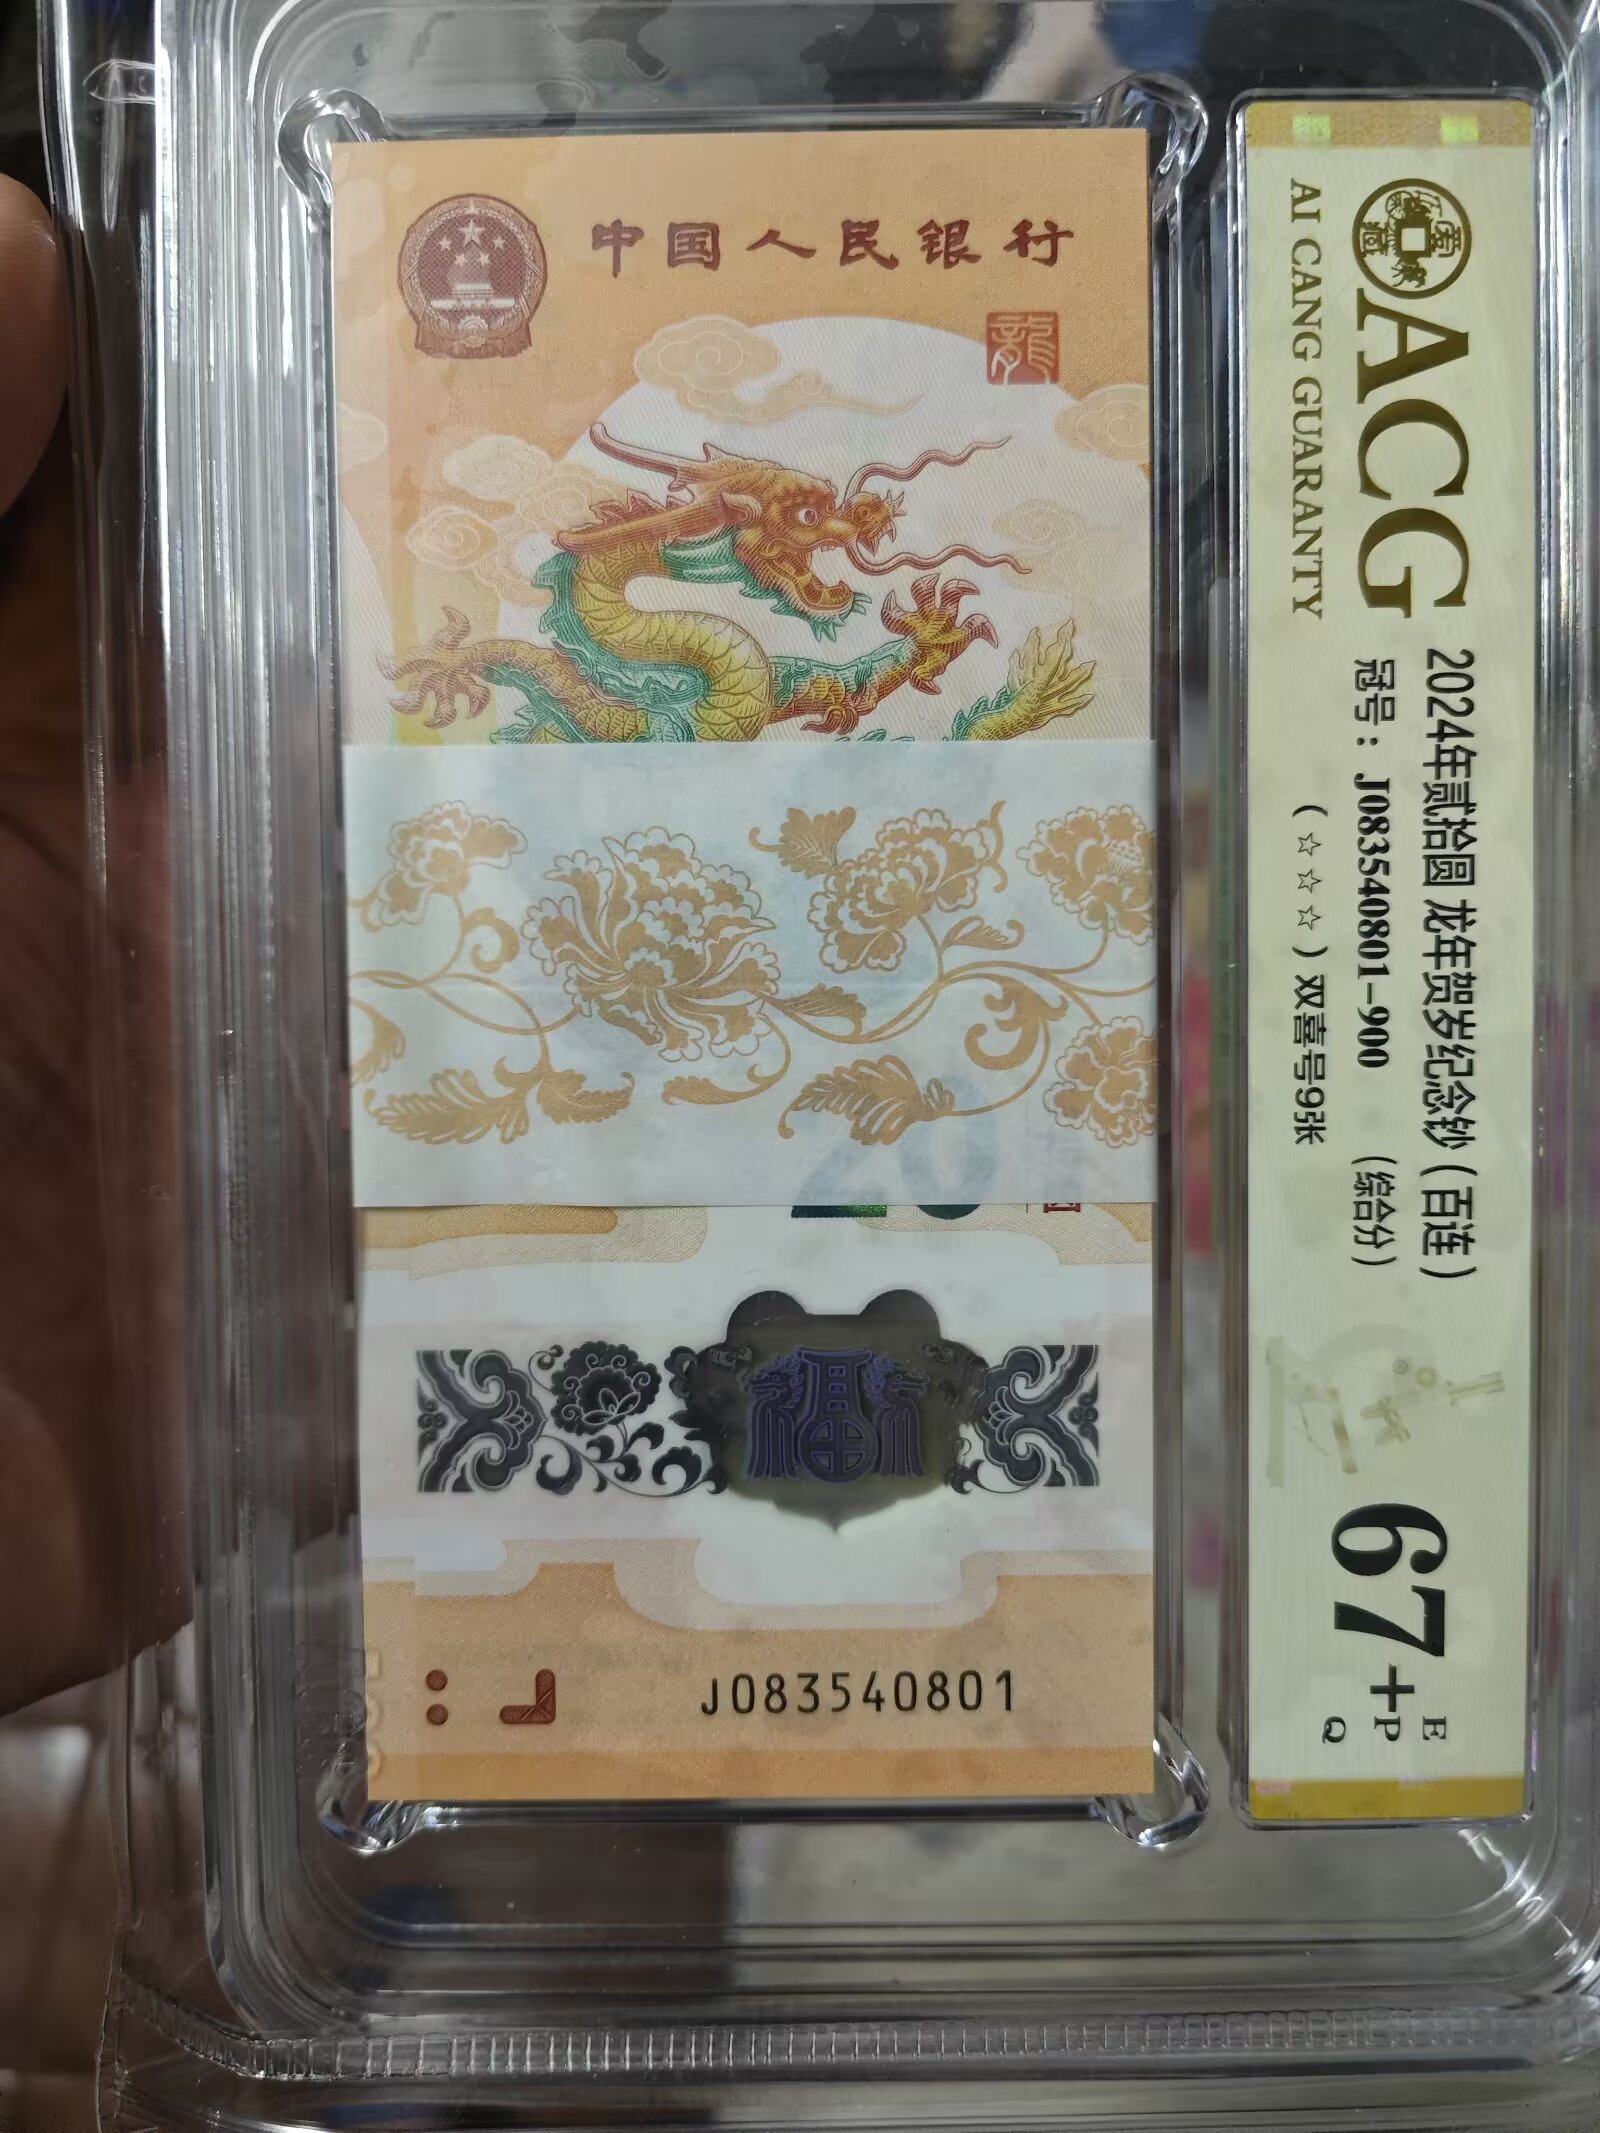 中国人民银行
龙
J083540801
ACG
AI CANG GUARANTY
2024年贰拾圆 龙年贺岁纪念钞（百连）
冠号：J083540801-900 （综合分）
（☆☆☆）双喜号9张
67+
E
P
Q
20